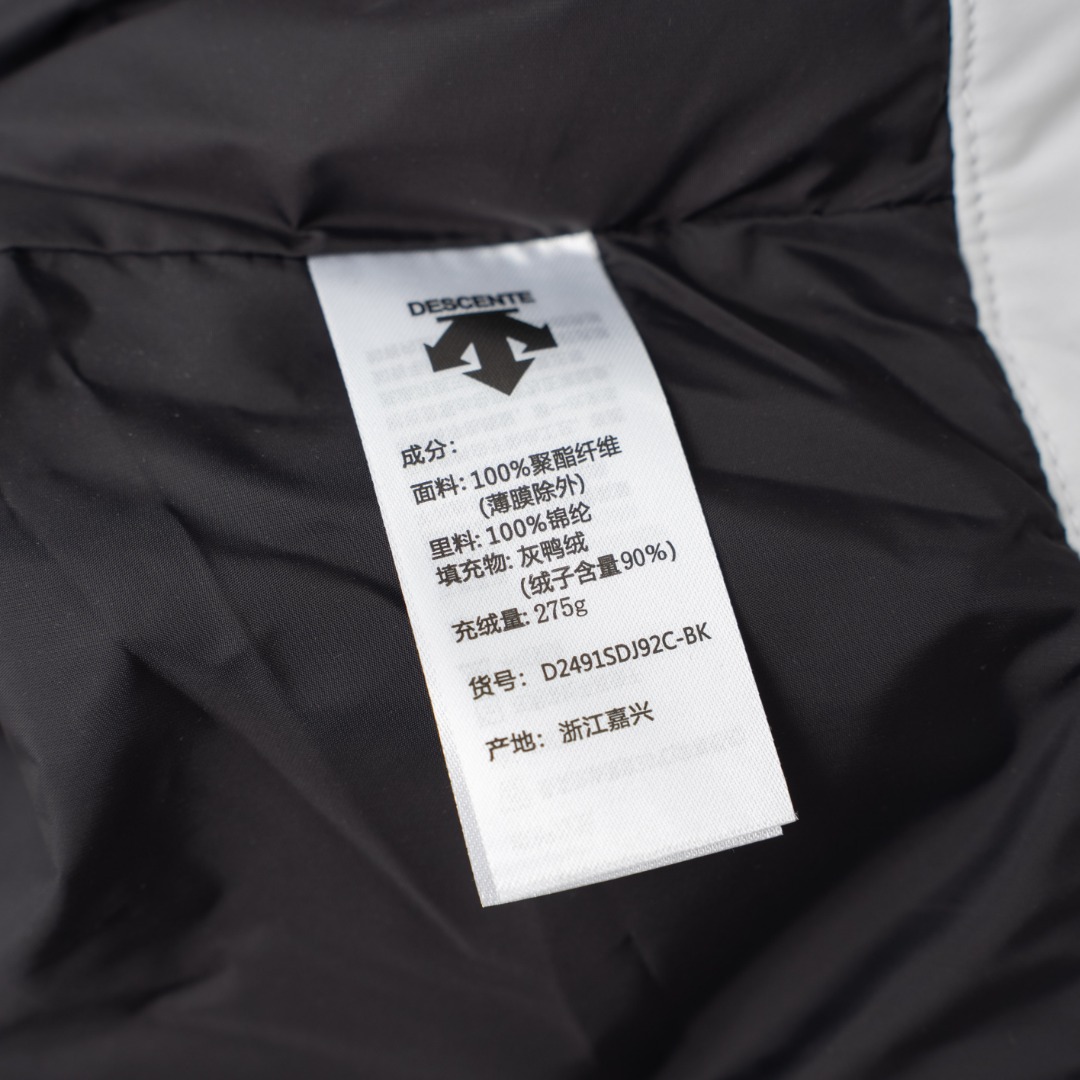 DESCENTE
成分：
面料: 100%聚酯纤维
(薄膜除外)
里料: 100%锦纶
填充物: 灰鸭绒
(绒子含量90%)
充绒量: 275g
货号： D2491SDJ92C-BK
产地： 浙江嘉兴